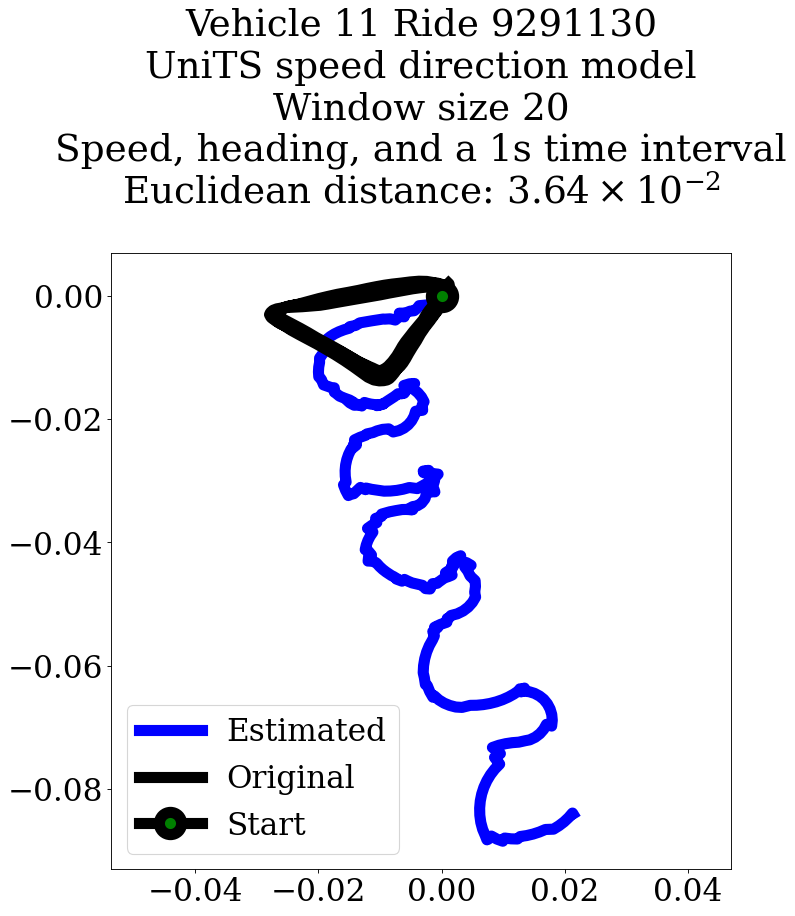 Vehicle 11 Ride 9291130
UniTS speed direction model
Window size 20
Speed, heading, and a 1s time interval
Euclidean distance: 3.64 × 10⁻²
0.00
−0.02
−0.04
−0.06
−0.08
Estimated
Original
Start
−0.04 −0.02 0.00 0.02 0.04